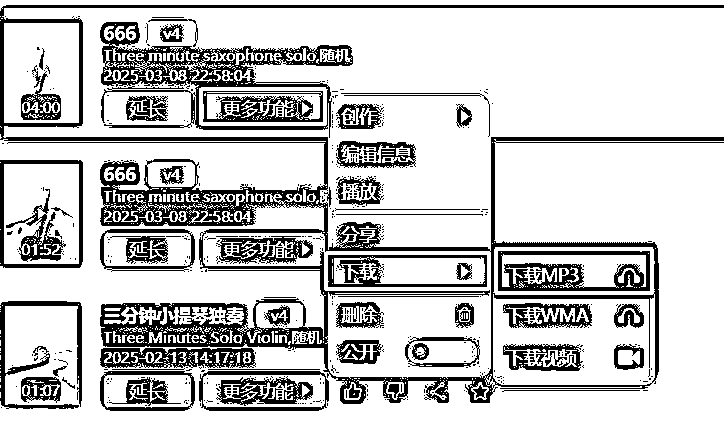 666 v4
Three minute saxophone solo,随机
2025-03-08 22:58:04
04:00
延长 更多功能
666 v4
Three minute saxophone solo,
2025-03-08 22:58:04
01:52
延长 更多功能
三分钟小提琴独奏 v4
Three Minutes Solo Violin,随机
2025-02-13 14:17:18
01:07
延长 更多功能
创作
编辑信息
播放
分享
下载
删除
公开
下载MP3
下载WMA
下载视频